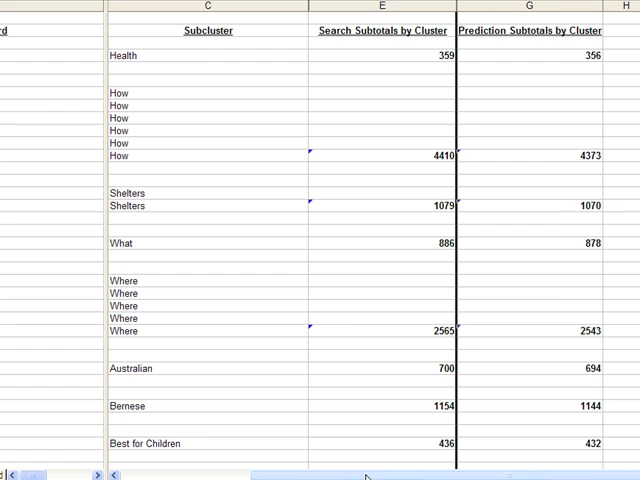 C E G H
rd Subcluster Search Subtotals by Cluster Prediction Subtotals by Cluster
Health 359 356
How
How
How
How
How
How 4410 4373
Shelters
Shelters 1079 1070
What 886 878
Where
Where
Where
Where
Where 2565 2543
Australian 700 694
Bernese 1154 1144
Best for Children 436 432